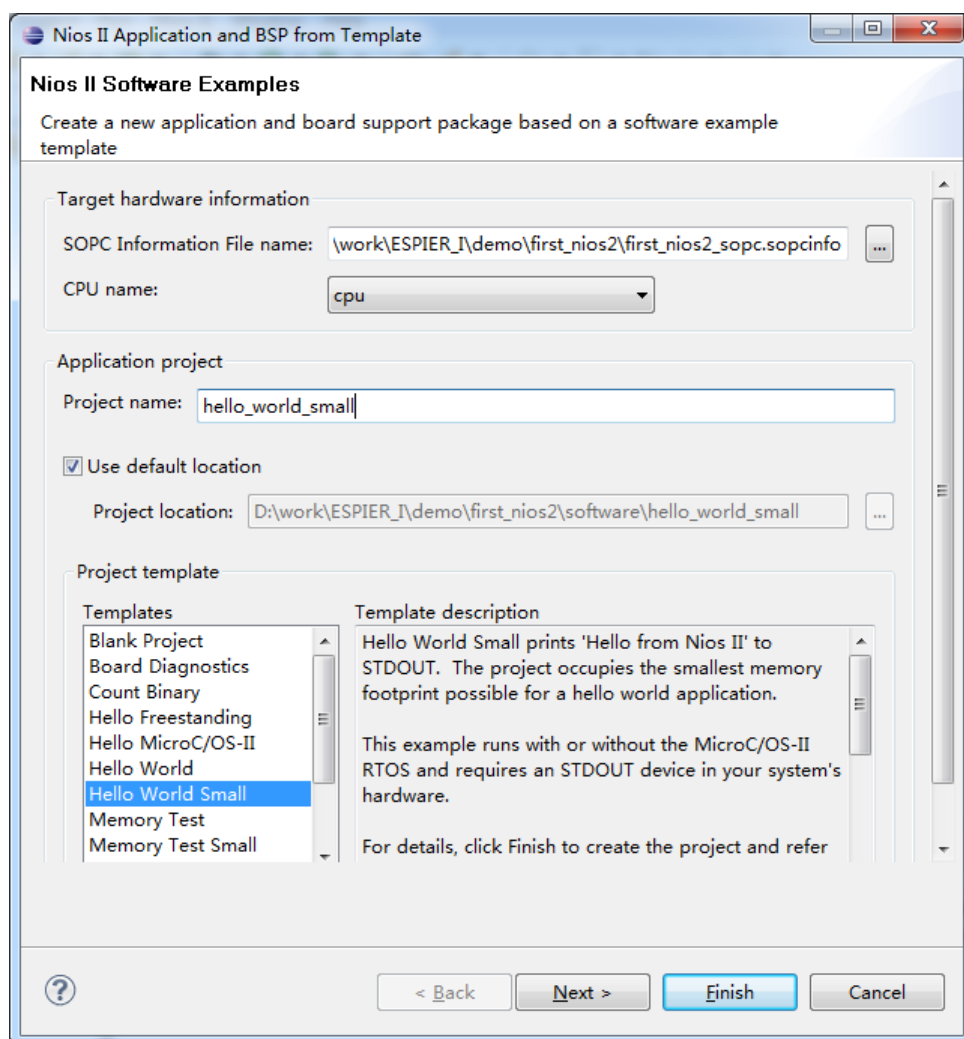 Nios II Application and BSP from Template
Nios II Software Examples
Create a new application and board support package based on a software example
template
Target hardware information
SOPC Information File name: \work\ESPIER_I\demo\first_nios2\first_nios2_sopc.sopcinfo ...
CPU name: cpu
Application project
Project name: hello_world_small
Use default location
Project location: D:\work\ESPIER_I\demo\first_nios2\software\hello_world_small ...
Project template
Templates
Blank Project
Board Diagnostics
Count Binary
Hello Freestanding
Hello MicroC/OS-II
Hello World
Hello World Small
Memory Test
Memory Test Small
Template description
Hello World Small prints 'Hello from Nios II' to
STDOUT. The project occupies the smallest memory
footprint possible for a hello world application.
This example runs with or without the MicroC/OS-II
RTOS and requires an STDOUT device in your system's
hardware.
For details, click Finish to create the project and refer
? < Back Next > Finish Cancel